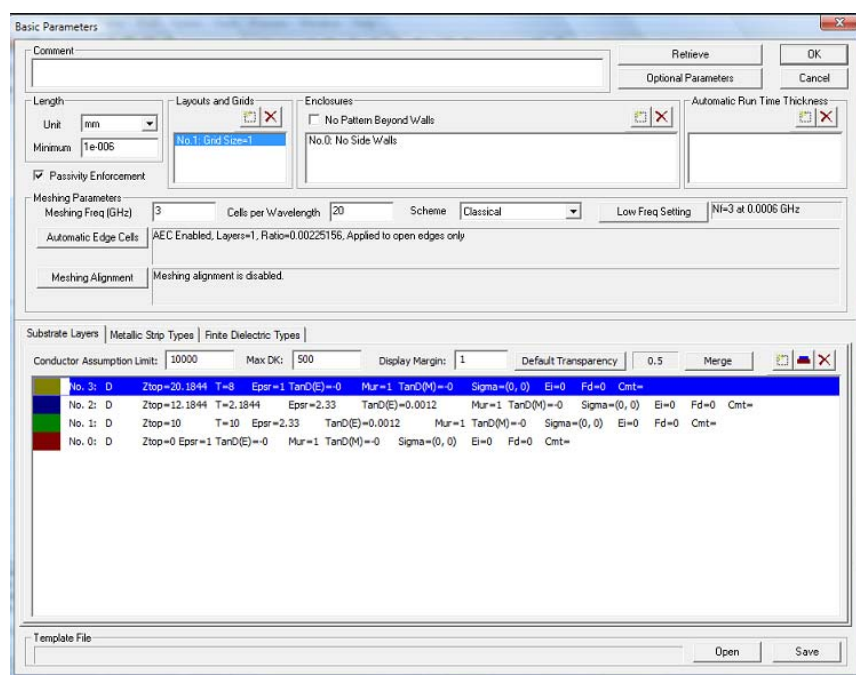 Basic Parameters
Comment
Retrieve
OK
Optional Parameters
Cancel
Length
Unit mm
Minimum 1e-006
Layouts and Grids
No.1: Grid Size=1
Enclosures
No Pattern Beyond Walls
No.0: No Side Walls
Automatic Run Time Thickness
Passivity Enforcement
Meshing Parameters
Meshing Freq (GHz) 3 Cells per Wavelength 20 Scheme Classical Low Freq Setting Nf=3 at 0.0006 GHz
Automatic Edge Cells AEC Enabled, Layers=1, Ratio=0.00225156, Applied to open edges only
Meshing Alignment Meshing alignment is disabled.
Substrate Layers Metallic Strip Types Finite Dielectric Types
Conductor Assumption Limit: 10000 Max DK: 500 Display Margin: 1 Default Transparency 0.5 Merge
No. 3: D Ztop=20.1844 T=8 Epsr=1 TanD(E)=-0 Mur=1 TanD(M)=-0 Sigma=(0, 0) Ei=0 Fd=0 Cmt=
No. 2: D Ztop=12.1844 T=2.1844 Epsr=2.33 TanD(E)=0.0012 Mur=1 TanD(M)=-0 Sigma=(0, 0) Ei=0 Fd=0 Cmt=
No. 1: D Ztop=10 T=10 Epsr=2.33 TanD(E)=0.0012 Mur=1 TanD(M)=-0 Sigma=(0, 0) Ei=0 Fd=0 Cmt=
No. 0: D Ztop=0 Epsr=1 TanD(E)=-0 Mur=1 TanD(M)=-0 Sigma=(0, 0) Ei=0 Fd=0 Cmt=
Template File
Open
Save